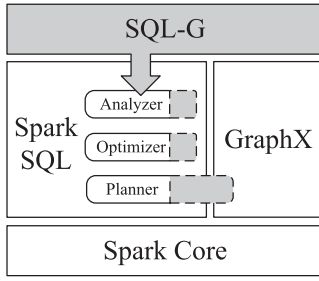 SQL-G
Analyzer
Spark
SQL
Optimizer
Planner
GraphX
Spark Core